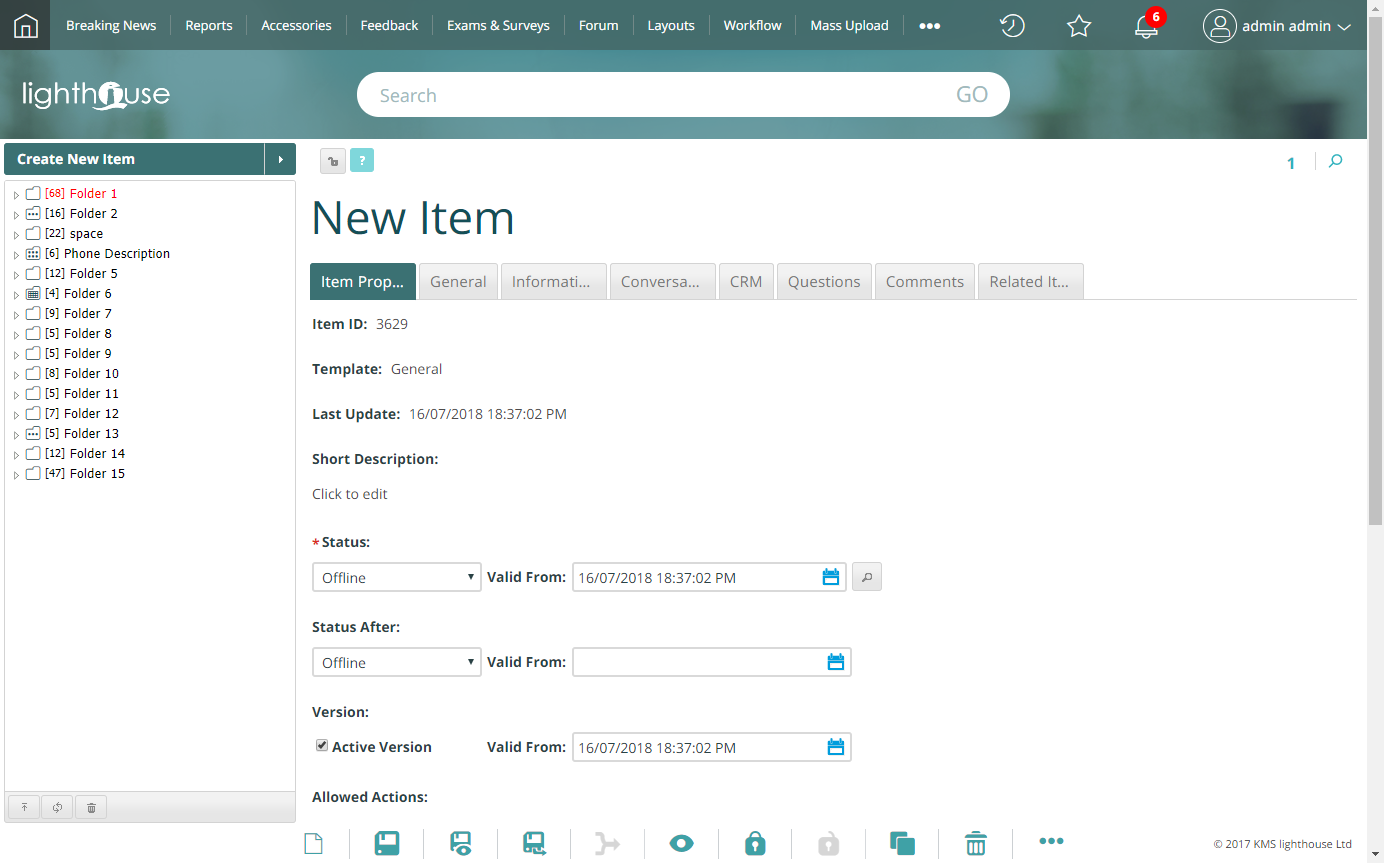 Breaking News Reports Accessories Feedback Exams & Surveys Forum Layouts Workflow Mass Upload ••• 6 admin admin
lighthouse Search GO
Create New Item ? 1
[68] Folder 1
[16] Folder 2
[22] space
[6] Phone Description
[12] Folder 5
[4] Folder 6
[9] Folder 7
[5] Folder 8
[5] Folder 9
[8] Folder 10
[5] Folder 11
[7] Folder 12
[5] Folder 13
[12] Folder 14
[47] Folder 15
New Item
Item Prop... General Informati... Conversa... CRM Questions Comments Related It...
Item ID: 3629
Template: General
Last Update: 16/07/2018 18:37:02 PM
Short Description:
Click to edit
*Status:
Offline Valid From: 16/07/2018 18:37:02 PM
Status After:
Offline Valid From:
Version:
Active Version Valid From: 16/07/2018 18:37:02 PM
Allowed Actions:
••• © 2017 KMS lighthouse Ltd